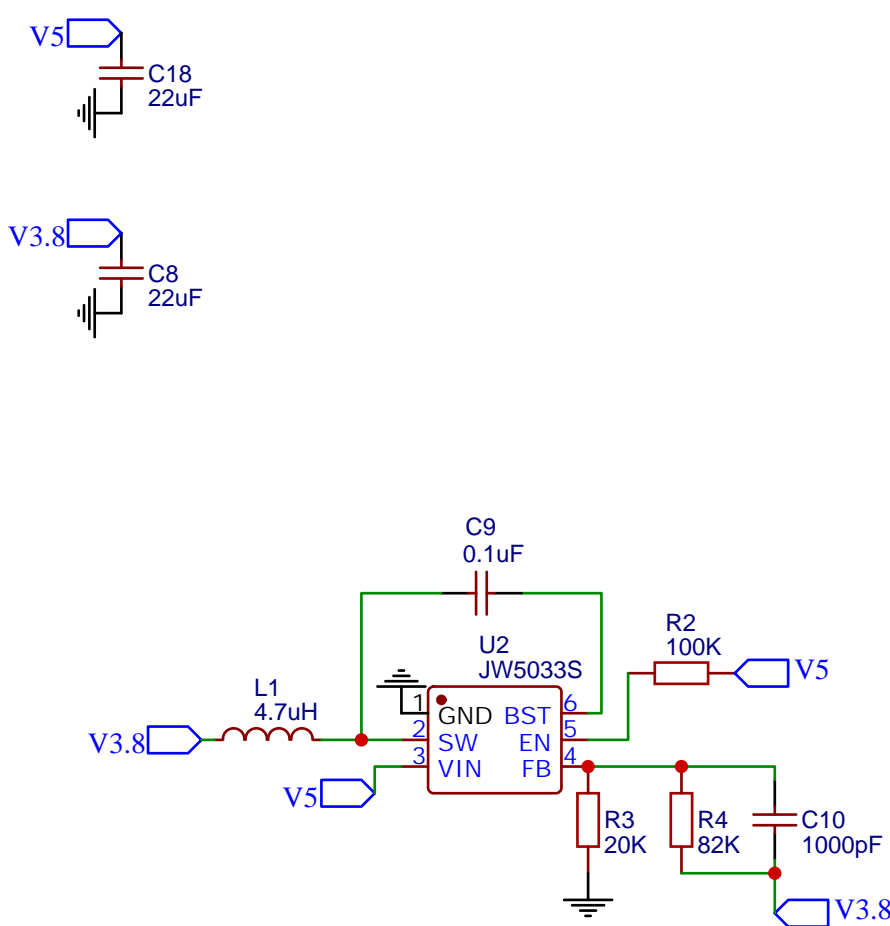 V5
C18
22uF
V3.8
C8
22uF
C9
0.1uF
U2
JW5033S
R2
100K
V5
L1
4.7uH
V3.8
1
GND
BST
6
2
SW
EN
5
3
VIN
FB
4
V5
R3
20K
R4
82K
C10
1000pF
V3.8